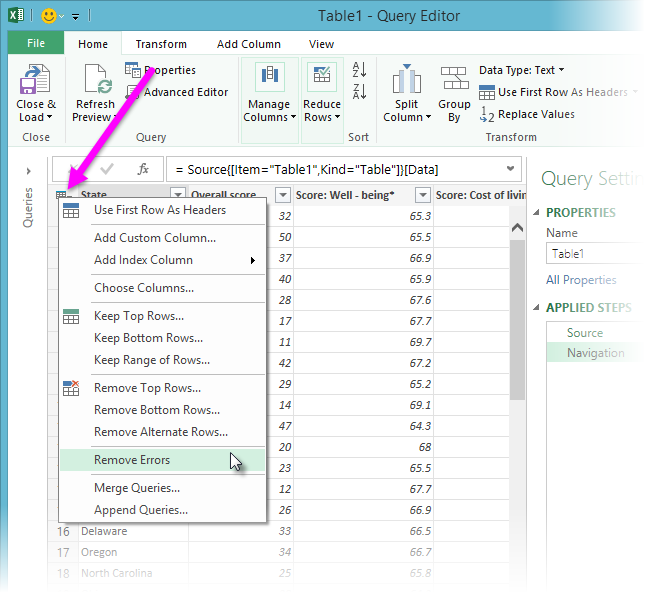 Table1 - Query Editor
File
Home
Transform
Add Column
View
Close &
Load
Refresh
Preview
Properties
Advanced Editor
Manage
Columns
Reduce
Rows
Split
Column
Group
By
Data Type: Text
Use First Row As Headers
Replace Values
Close
Query
Sort
Transform
fx
= Source{[Item="Table1",Kind="Table"]}[Data]
Queries
State
Overall score
Score: Well - being*
Score: Cost of livin
Use First Row As Headers
Add Custom Column...
Add Index Column
Choose Columns...
Keep Top Rows...
Keep Bottom Rows...
Keep Range of Rows...
Remove Top Rows...
Remove Bottom Rows...
Remove Alternate Rows...
Remove Errors
Merge Queries...
Append Queries...
32 65.3
50 65.5
37 66.9
40 65.9
28 67.6
17 67.7
11 69.7
42 67.2
29 65.2
14 69.1
47 64.3
20 68
23 65.5
12 67.7
26 66.9
16 Delaware 33 66.5
17 Oregon 34 66.7
18 North Carolina 25 65.8
Query Settin
PROPERTIES
Name
Table1
All Properties
APPLIED STEPS
Source
Navigation